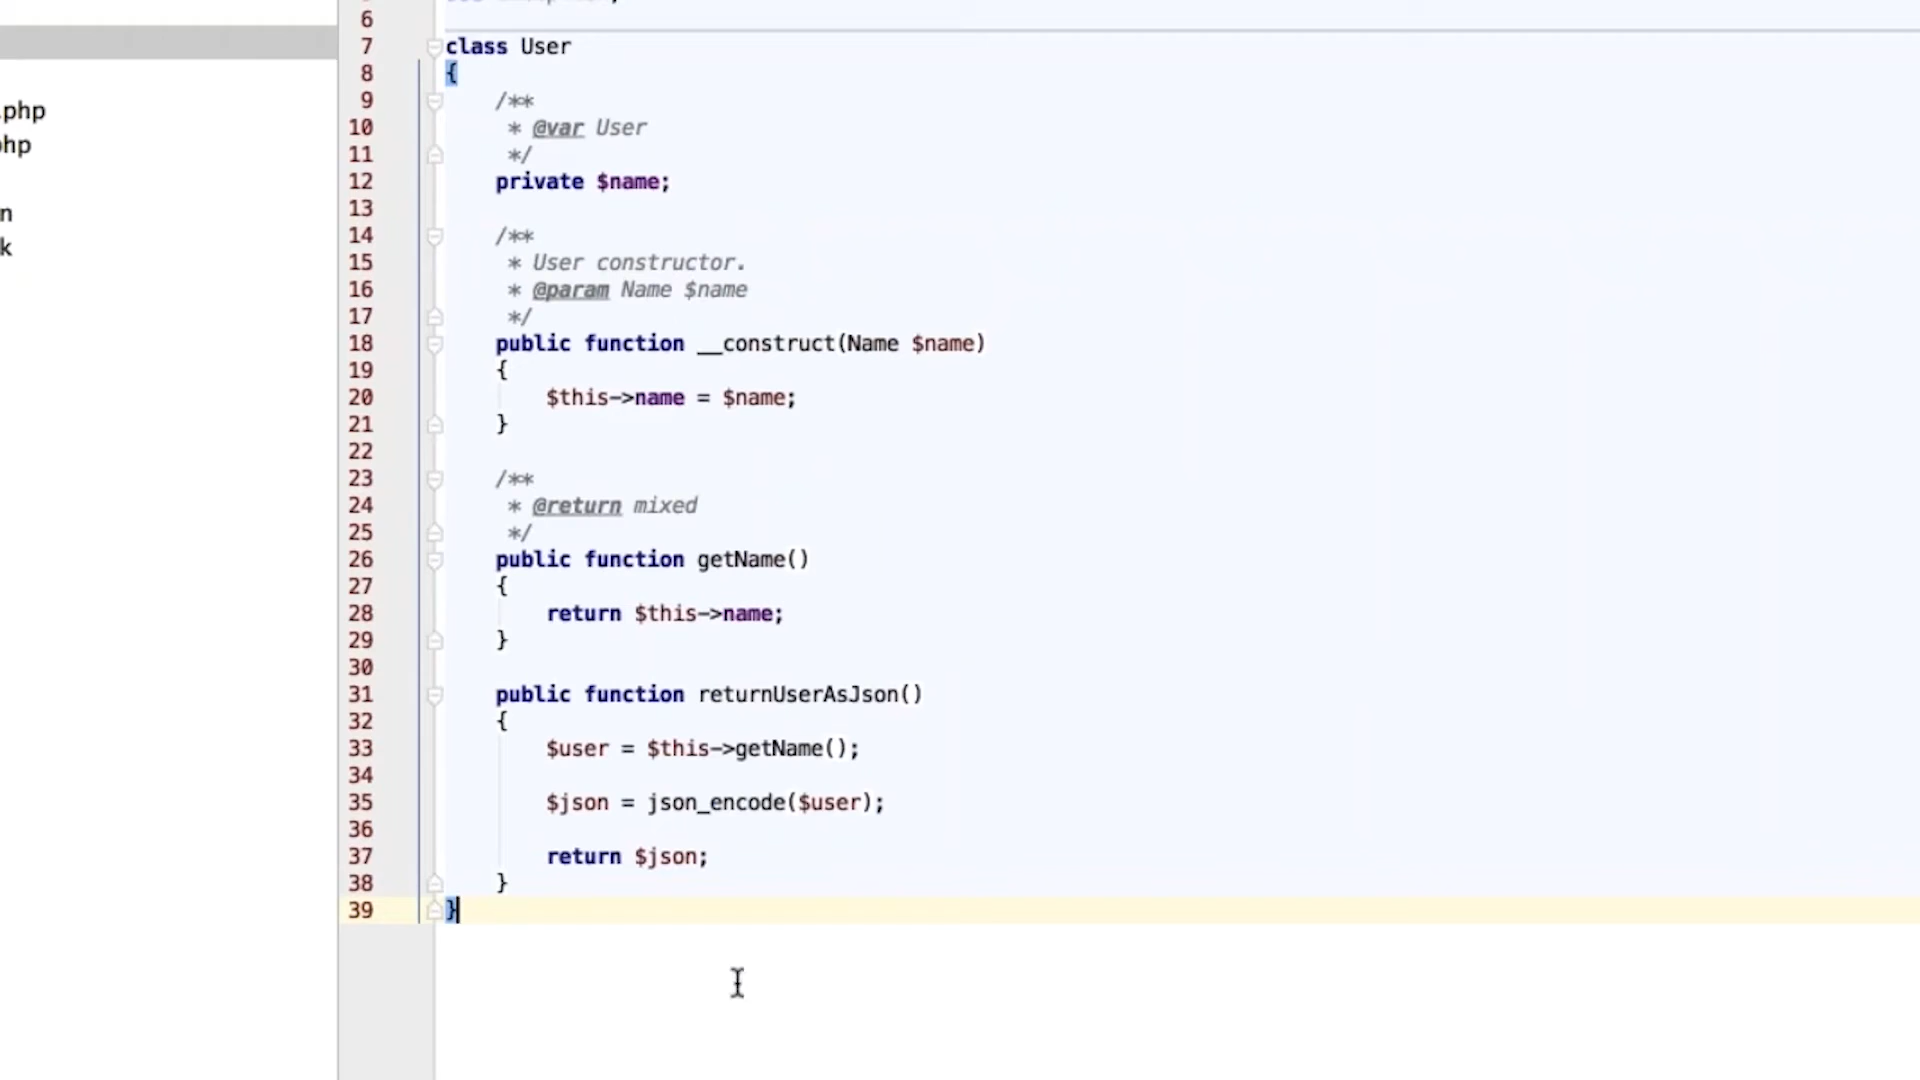 .php
hp
n
k
6
7 class User
8 {
9 /**
10 * @var User
11 */
12 private $name;
13
14 /**
15 * User constructor.
16 * @param Name $name
17 */
18 public function __construct(Name $name)
19 {
20 $this->name = $name;
21 }
22
23 /**
24 * @return mixed
25 */
26 public function getName()
27 {
28 return $this->name;
29 }
30
31 public function returnUserAsJson()
32 {
33 $user = $this->getName();
34
35 $json = json_encode($user);
36
37 return $json;
38 }
39 }